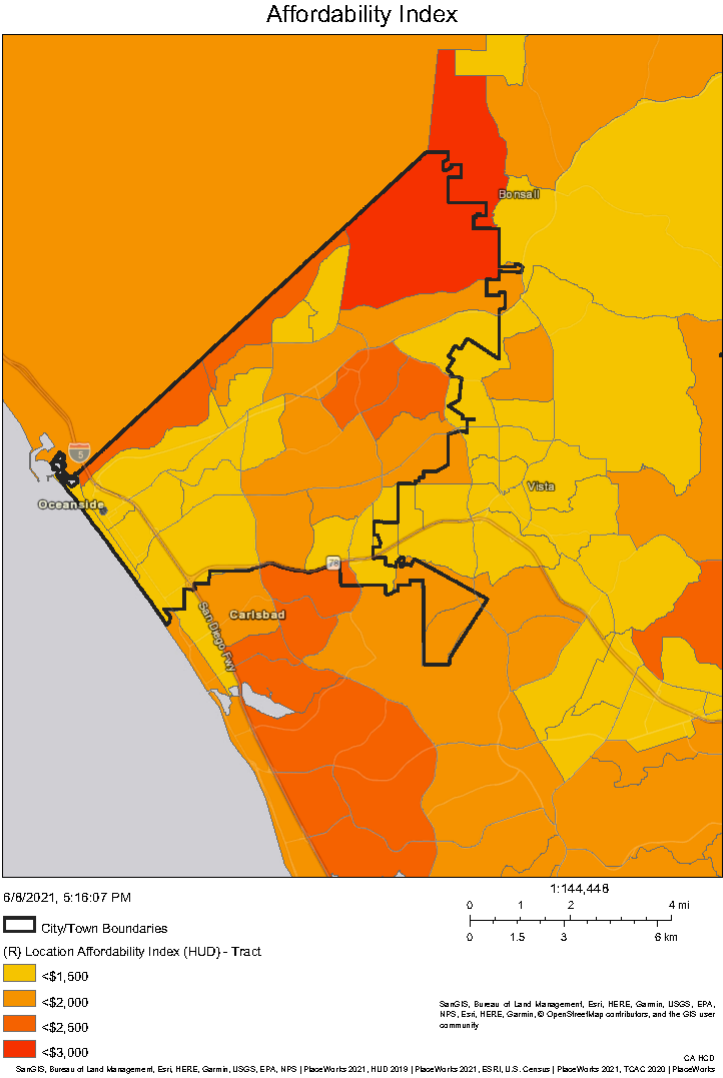 Affordability Index
Bonsall
5
Oceanside
Vista
78
Carlsbad
San Diego Fwy
6/8/2021, 5:16:07 PM
City/Town Boundaries
(R) Location Affordability Index (HUD) - Tract
<$1,500
<$2,000
<$2,500
<$3,000
1:144,448
0 1 2 4 mi
0 1.5 3 6 km
SanGIS, Bureau of Land Management, Esri, HERE, Garmin, USGS, EPA,
NPS, Esri, HERE, Garmin, © OpenStreetMap contributors, and the GIS user
community
CA HCD
SanGIS, Bureau of Land Management, Esri, HERE, Garmin, USGS, EPA, NPS | PlaceWorks 2021, HUD 2019 | PlaceWorks 2021, ESRI, U.S. Census | PlaceWorks 2021, TCAC 2020 | PlaceWorks